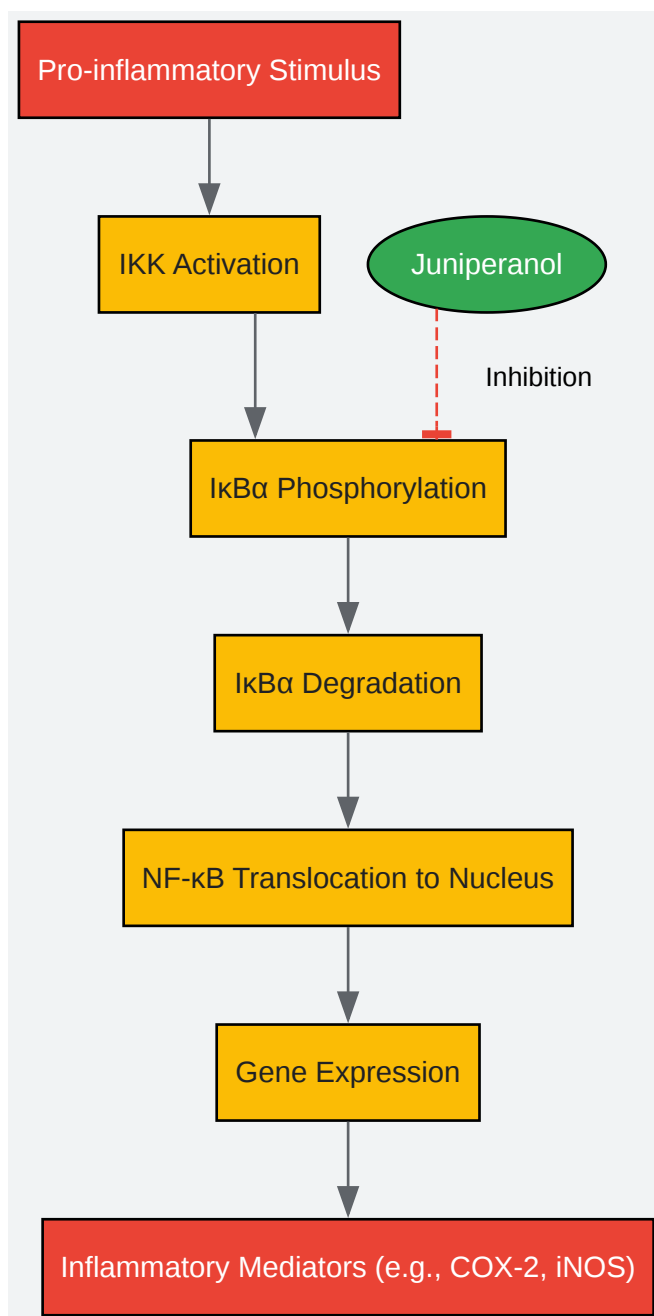 Pro-inflammatory Stimulus
IKK Activation
Juniperanol
Inhibition
IκBα Phosphorylation
IκBα Degradation
NF-κB Translocation to Nucleus
Gene Expression
Inflammatory Mediators (e.g., COX-2, iNOS)